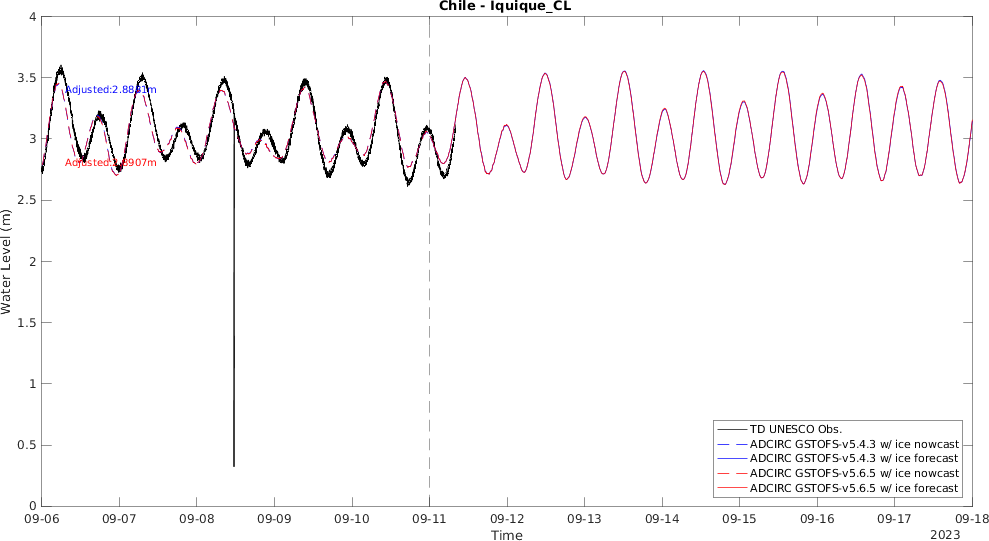 Chile - Iquique_CL
4
3.5
3
2.5
2
1.5
1
0.5
0
Water Level (m)
Adjusted:
Adjusted:
TD UNESCO Obs.
ADCIRC GSTOFS-v5.4.3 w/ ice nowcast
ADCIRC GSTOFS-v5.4.3 w/ ice forecast
ADCIRC GSTOFS-v5.6.5 w/ ice nowcast
ADCIRC GSTOFS-v5.6.5 w/ ice forecast
09-06 09-07 09-08 09-09 09-10 09-11 09-12 09-13 09-14 09-15 09-16 09-17 09-18
Time
2023